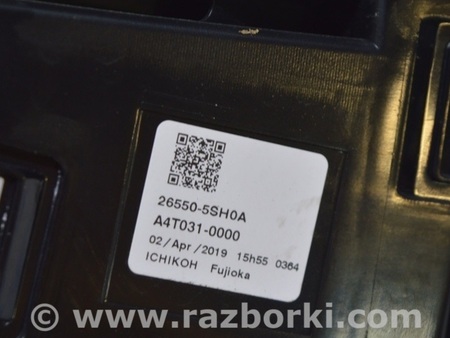 26550-5SH0A
A4T031-0000
02/Apr/2019 15h55 0364
ICHIKOH Fujioka
© www.razborki.com